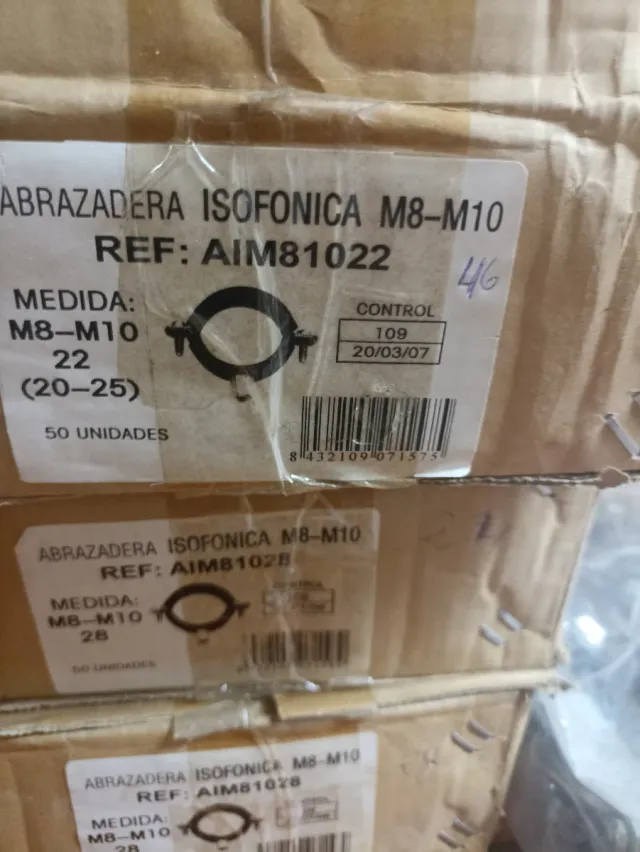 ABRAZADERA ISOFONICA M8-M10
REF: AIM81022
46
MEDIDA:
M8-M10
22
(20-25)
50 UNIDADES
CONTROL
109
20/03/07
8 432109 071575
ABRAZADERA ISOFONICA M8-M10
REF: AIM81028
MEDIDA:
M8-M10
28
50 UNIDADES
ABRAZADERA ISOFONICA M8-M10
REF: AIM81028
MEDIDA:
M8-M10
28